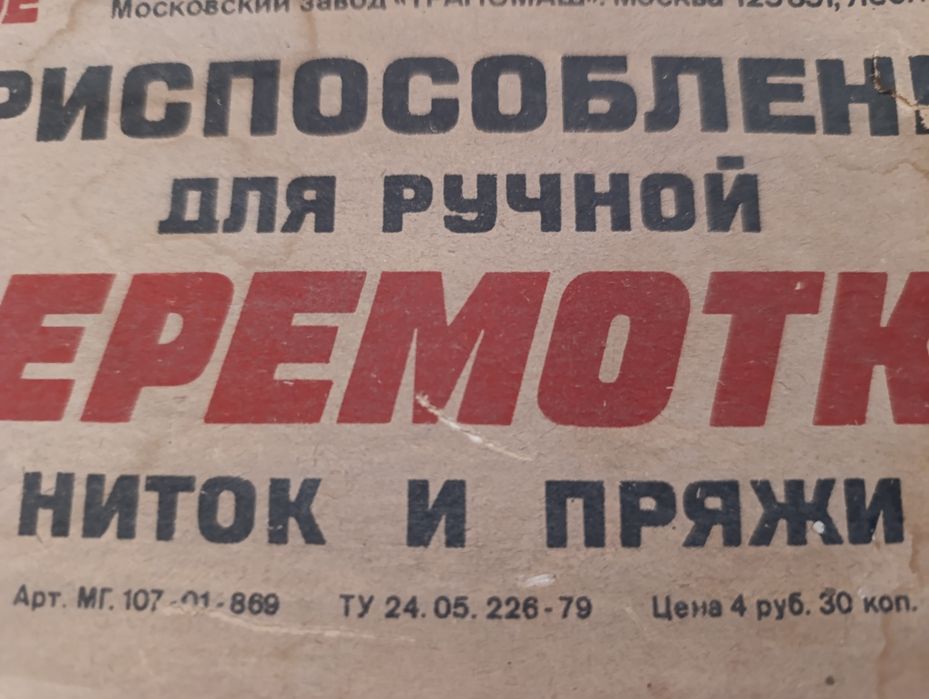 Московский завод
РИСПОСОБЛЕН
ДЛЯ РУЧНОЙ
ЕРЕМОТК
НИТОК И ПРЯЖИ
Арт. МГ. 107-01-869 ТУ 24.05.226-79 Цена 4 руб. 30 коп.